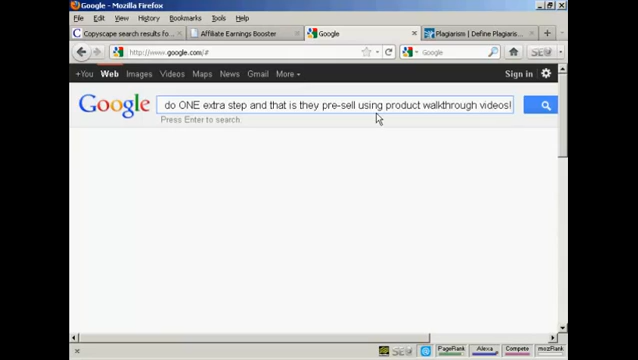 Google - Mozilla Firefox
File Edit View History Bookmarks Tools Help
Copyscape search results fo... Affiliate Earnings Booster Google Plagiarism | Define Plagiaris...
http://www.google.com/# Google
+You Web Images Videos Maps News Gmail More Sign in
Google do ONE extra step and that is they pre-sell using product walkthrough videos!
Press Enter to search.
PageRank Alexa Compete mozRank